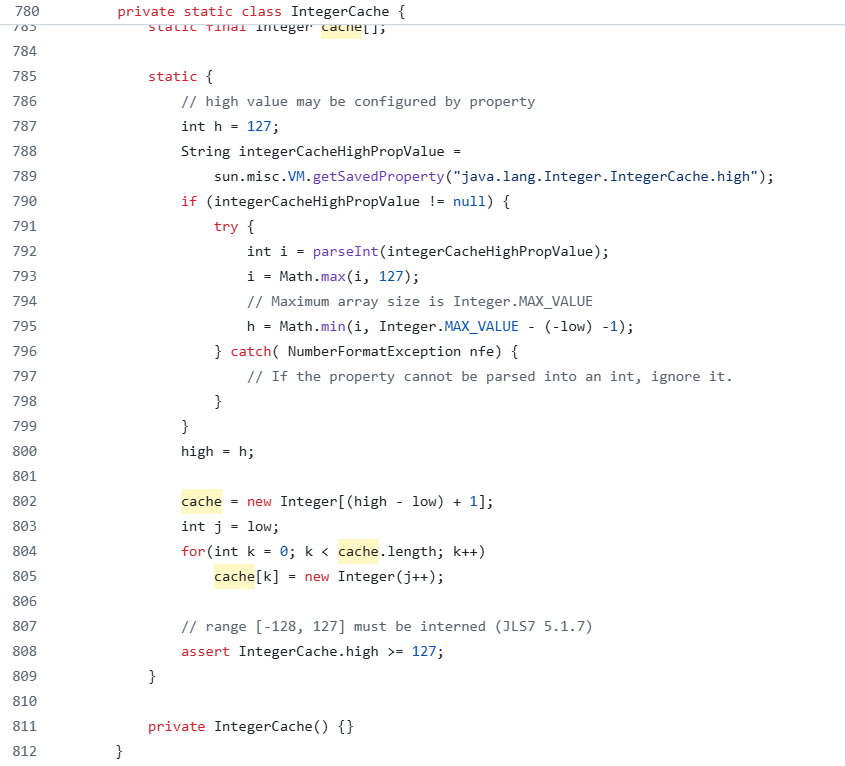 780 private static class IntegerCache {
783 static final Integer cache[];
784
785 static {
786 // high value may be configured by property
787 int h = 127;
788 String integerCacheHighPropValue =
789 sun.misc.VM.getSavedProperty("java.lang.Integer.IntegerCache.high");
790 if (integerCacheHighPropValue != null) {
791 try {
792 int i = parseInt(integerCacheHighPropValue);
793 i = Math.max(i, 127);
794 // Maximum array size is Integer.MAX_VALUE
795 h = Math.min(i, Integer.MAX_VALUE - (-low) -1);
796 } catch( NumberFormatException nfe) {
797 // If the property cannot be parsed into an int, ignore it.
798 }
799 }
800 high = h;
801
802 cache = new Integer[(high - low) + 1];
803 int j = low;
804 for(int k = 0; k < cache.length; k++)
805 cache[k] = new Integer(j++);
806
807 // range [-128, 127] must be interned (JLS7 5.1.7)
808 assert IntegerCache.high >= 127;
809 }
810
811 private IntegerCache() {}
812 }